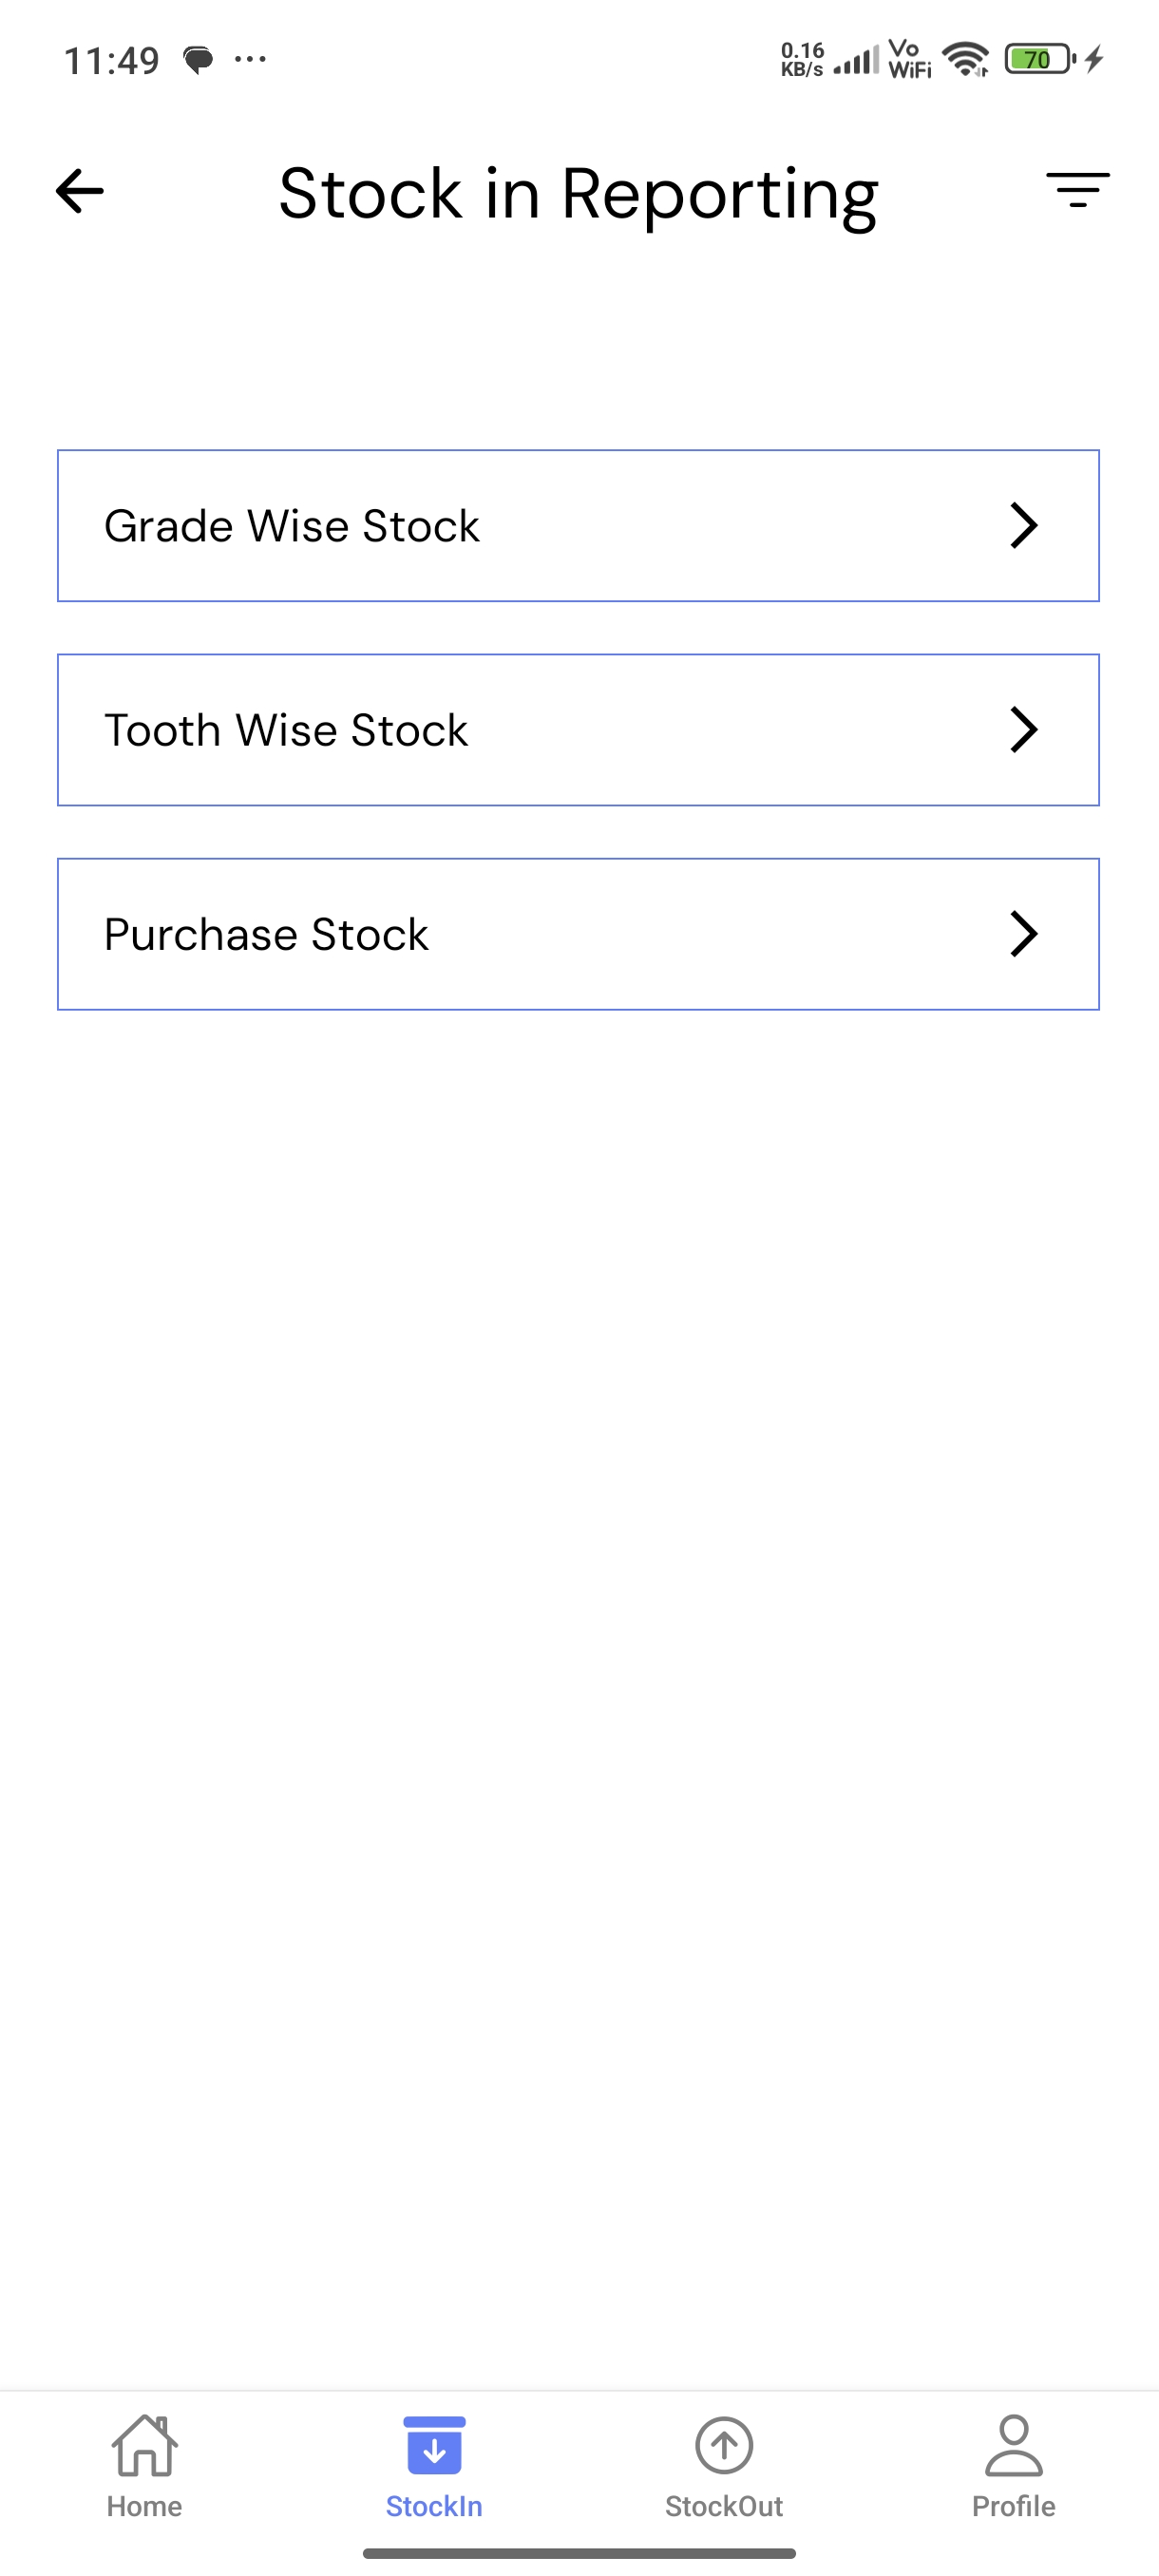 11:49
0.16
KB/s
Vo
WiFi
70
Stock in Reporting
Grade Wise Stock
Tooth Wise Stock
Purchase Stock
Home
StockIn
StockOut
Profile